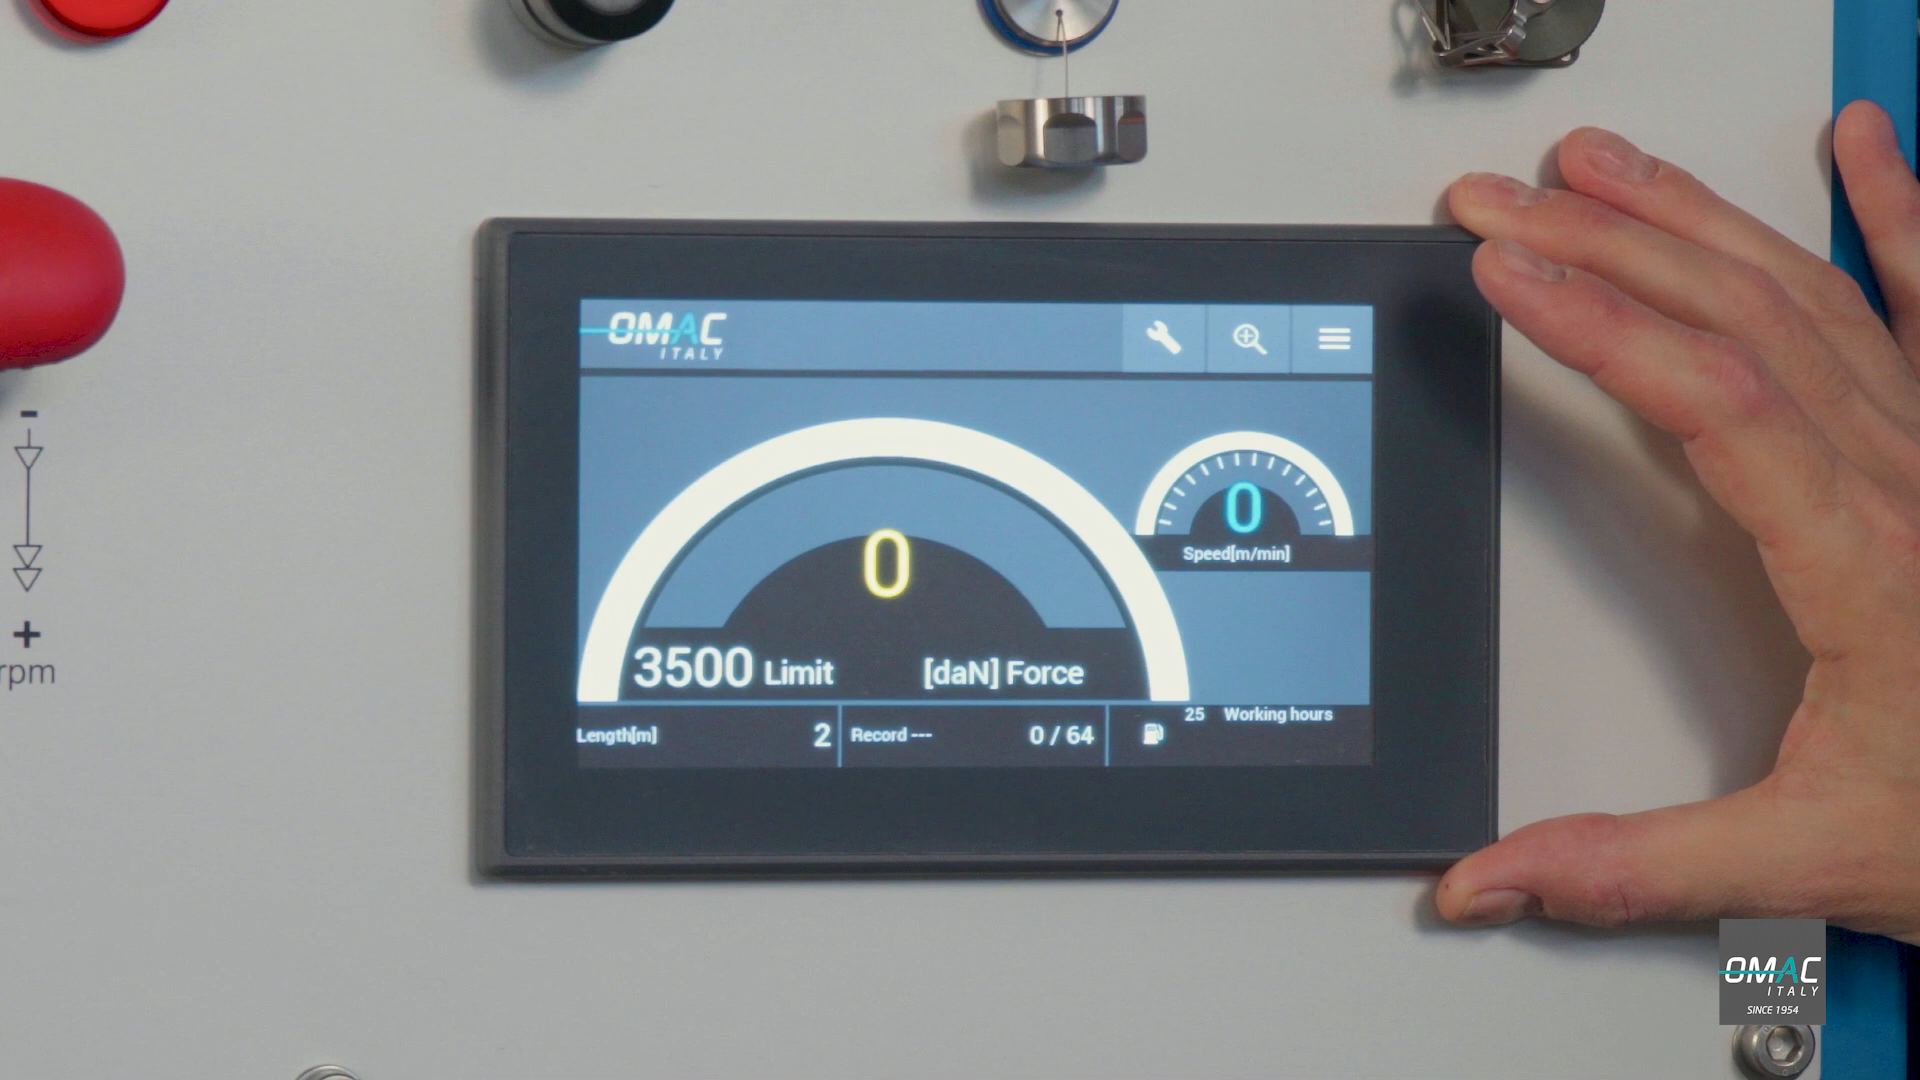 OMAC
ITALY
0
0
Speed[m/min]
3500 Limit
[daN] Force
Length[m] 2
Record --- 0 / 64
25 Working hours
-
+
rpm
OMAC
ITALY
SINCE 1954